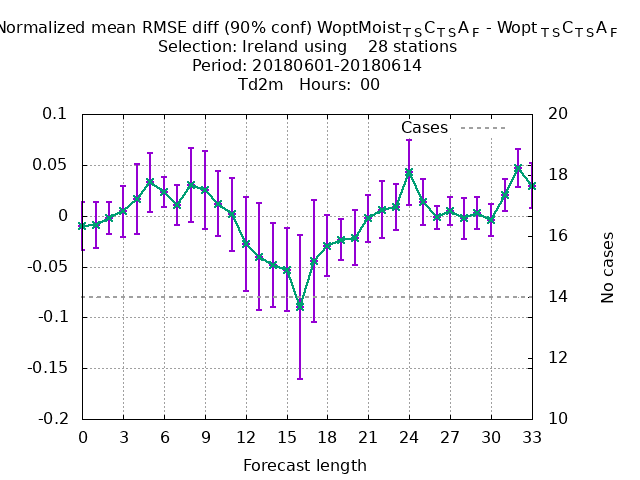 Normalized mean RMSE diff (90% conf) WoptMoistTSCTSAF - WoptTSCTSAF
Selection: Ireland using 28 stations
Period: 20180601-20180614
Td2m Hours: 00
Cases
0.1
0.05
0
-0.05
-0.1
-0.15
-0.2
20
18
16
14
12
10
No cases
0 3 6 9 12 15 18 21 24 27 30 33
Forecast length